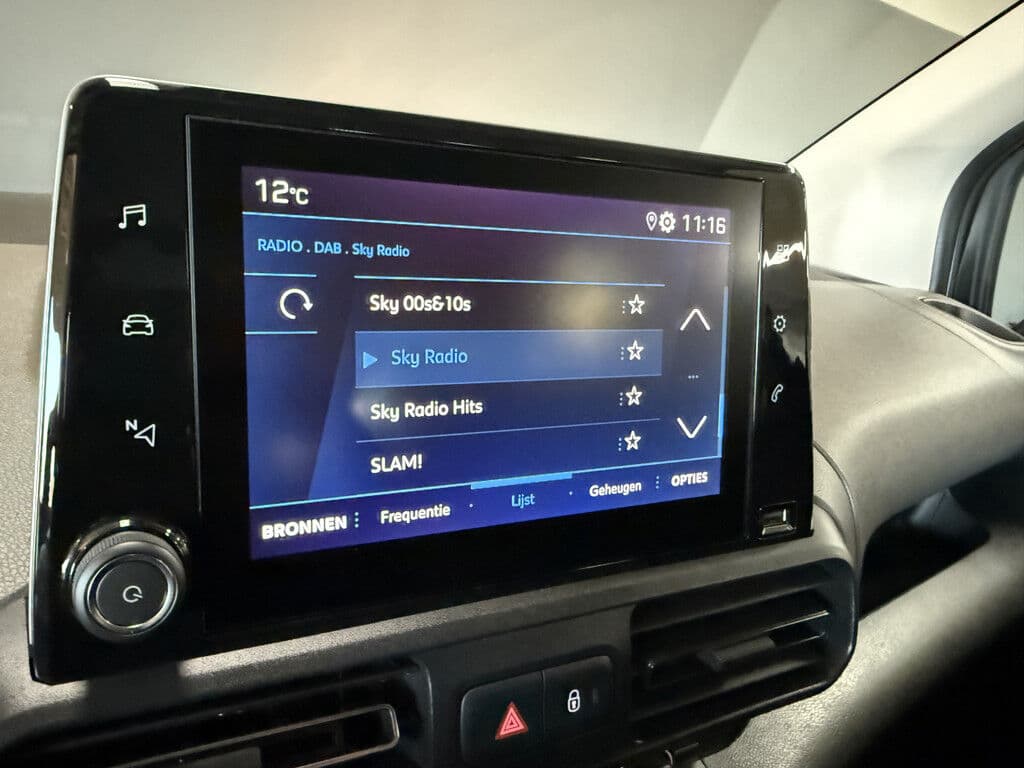 12°C
11:16
RADIO . DAB . Sky Radio
Sky 00s&10s
Sky Radio
Sky Radio Hits
SLAM!
BRONNEN
Frequentie
Lijst
Geheugen
OPTIES
N